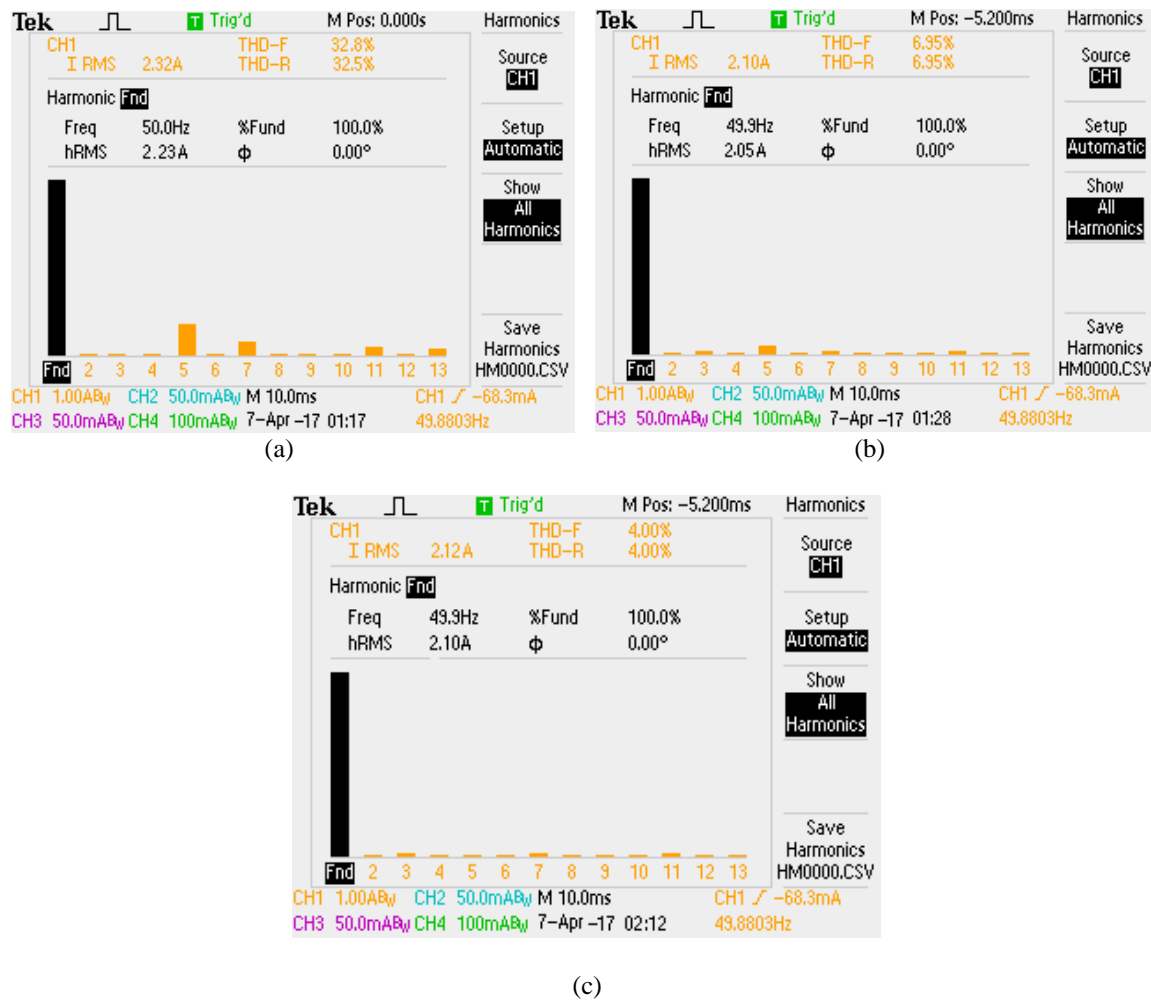 Tek T Trig'd M Pos: 0.000s Harmonics
CH1 THD-F 32.8%
I RMS 2.32A THD-R 32.5%
Source
CH1
Harmonic Fnd
Freq 50.0Hz %Fund 100.0%
hRMS 2.23A ϕ 0.00°
Setup
Automatic
Show
All
Harmonics
Save
Harmonics
HM0000.CSV
Fnd 2 3 4 5 6 7 8 9 10 11 12 13
CH1 1.00ABW CH2 50.0mABW M 10.0ms CH1 -68.3mA
CH3 50.0mABW CH4 100mABW 7-Apr-17 01:17 49.8803Hz
(a)
Tek T Trig'd M Pos: -5.200ms Harmonics
CH1 THD-F 6.95%
I RMS 2.10A THD-R 6.95%
Source
CH1
Harmonic Fnd
Freq 49.9Hz %Fund 100.0%
hRMS 2.05A ϕ 0.00°
Setup
Automatic
Show
All
Harmonics
Save
Harmonics
HM0000.CSV
Fnd 2 3 4 5 6 7 8 9 10 11 12 13
CH1 1.00ABW CH2 50.0mABW M 10.0ms CH1 -68.3mA
CH3 50.0mABW CH4 100mABW 7-Apr-17 01:28 49.8803Hz
(b)
Tek T Trig'd M Pos: -5.200ms Harmonics
CH1 THD-F 4.00%
I RMS 2.12A THD-R 4.00%
Source
CH1
Harmonic Fnd
Freq 49.9Hz %Fund 100.0%
hRMS 2.10A ϕ 0.00°
Setup
Automatic
Show
All
Harmonics
Save
Harmonics
HM0000.CSV
Fnd 2 3 4 5 6 7 8 9 10 11 12 13
CH1 1.00ABW CH2 50.0mABW M 10.0ms CH1 -68.3mA
CH3 50.0mABW CH4 100mABW 7-Apr-17 02:12 49.8803Hz
(c)